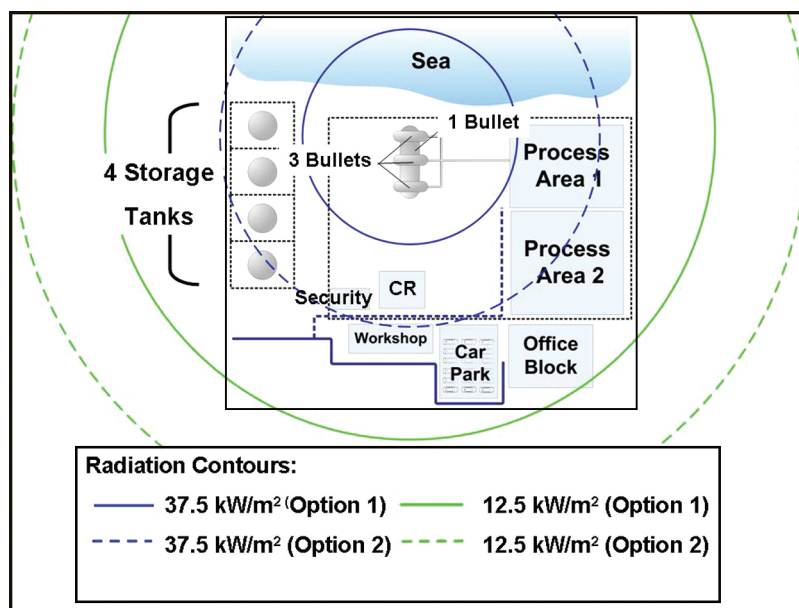 Sea
1 Bullet
3 Bullets
4 Storage
Tanks
Process
Area 1
Process
Area 2
CR
Security
Workshop
Car
Park
Office
Block
Radiation Contours:
37.5 kW/m² (Option 1)
12.5 kW/m² (Option 1)
37.5 kW/m² (Option 2)
12.5 kW/m² (Option 2)